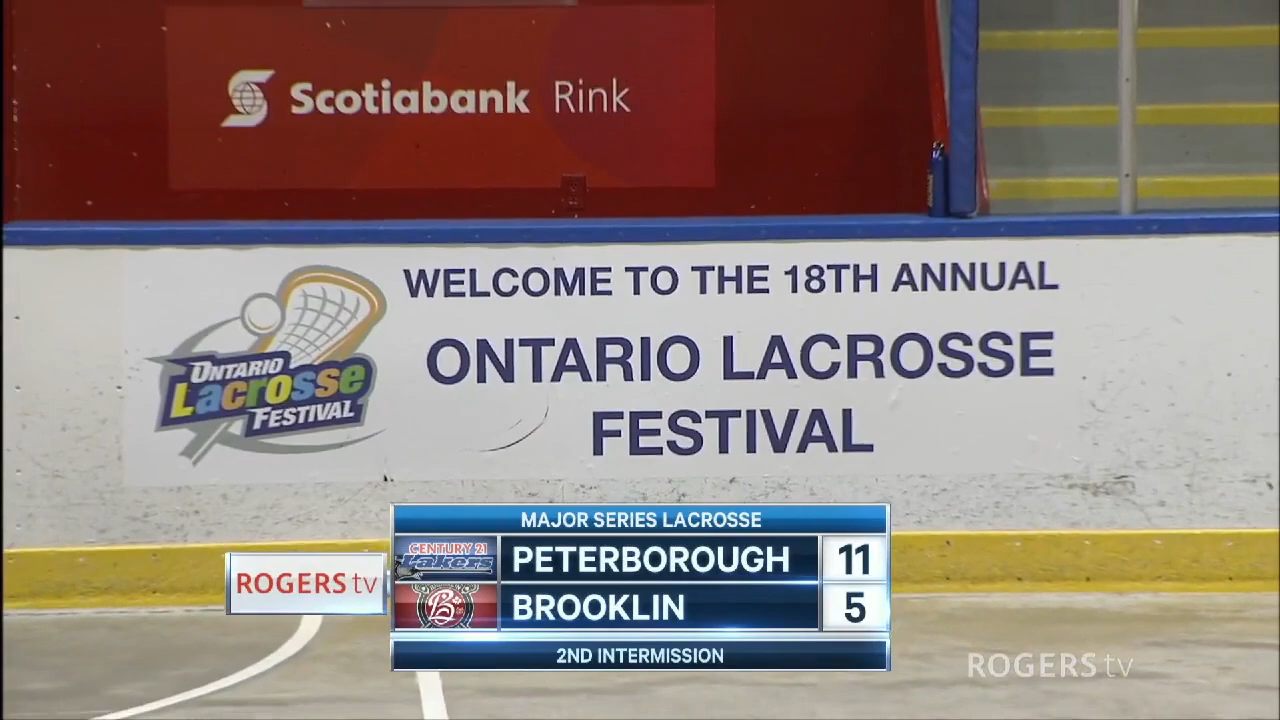 Scotiabank Rink
WELCOME TO THE 18TH ANNUAL
ONTARIO LACROSSE
FESTIVAL
ONTARIO
Lacrosse
FESTIVAL
MAJOR SERIES LACROSSE
CENTURY 21
Lakers
PETERBOROUGH 11
ROGERS tv
B
BROOKLIN 5
2ND INTERMISSION
ROGERS tv